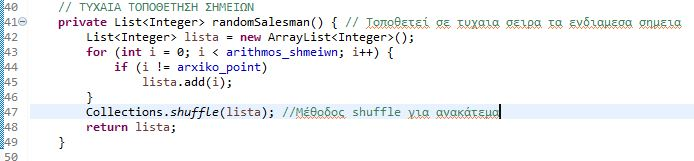 40 // ΤΥΧΑΙΑ ΤΟΠΟΘΕΤΗΣΗ ΣΗΜΕΙΩΝ
41 private List<Integer> randomSalesman() { // Τοποθετεί σε τυχαια σειρα τα ενδιαμεσα σημεια
42 List<Integer> lista = new ArrayList<Integer>();
43 for (int i = 0; i < arithmos_shmeiwn; i++) {
44 if (i != arxiko_point)
45 lista.add(i);
46 }
47 Collections.shuffle(lista); //Μέθοδος shuffle για ανακάτεμα
48 return lista;
49 }
50